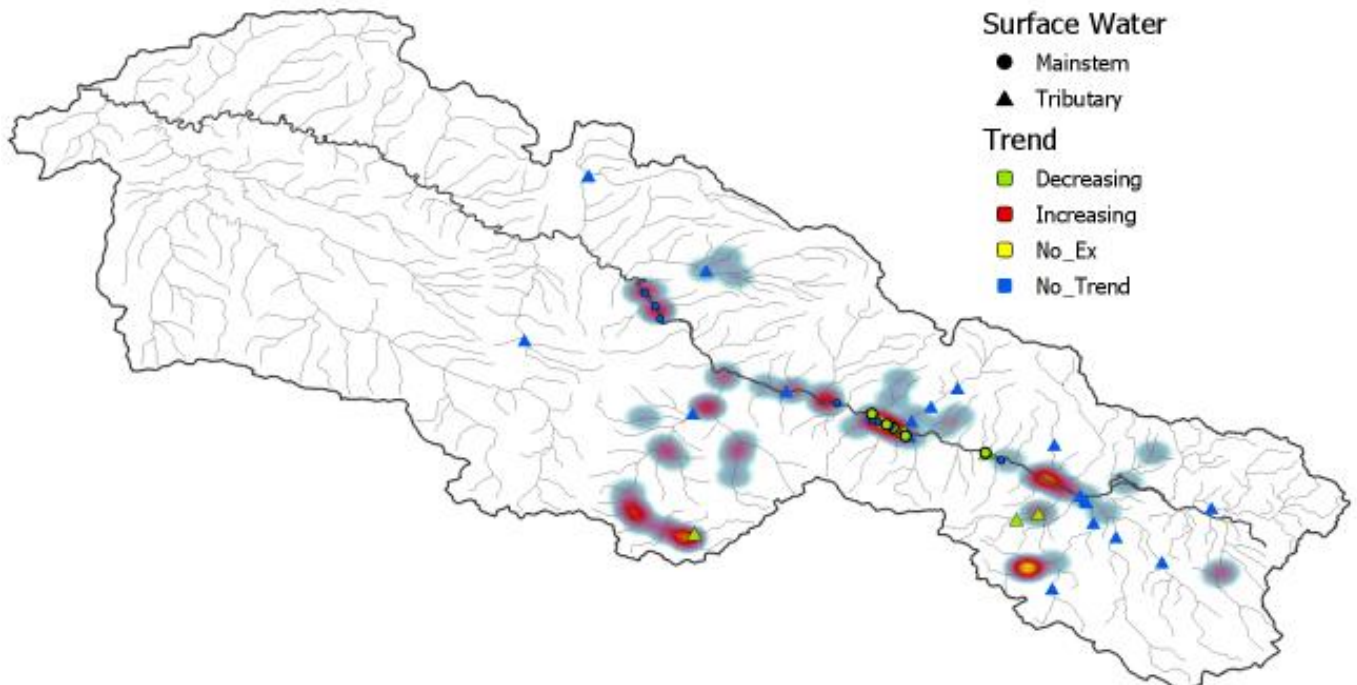 Surface Water
Mainstem
Tributary
Trend
Decreasing
Increasing
No_Ex
No_Trend